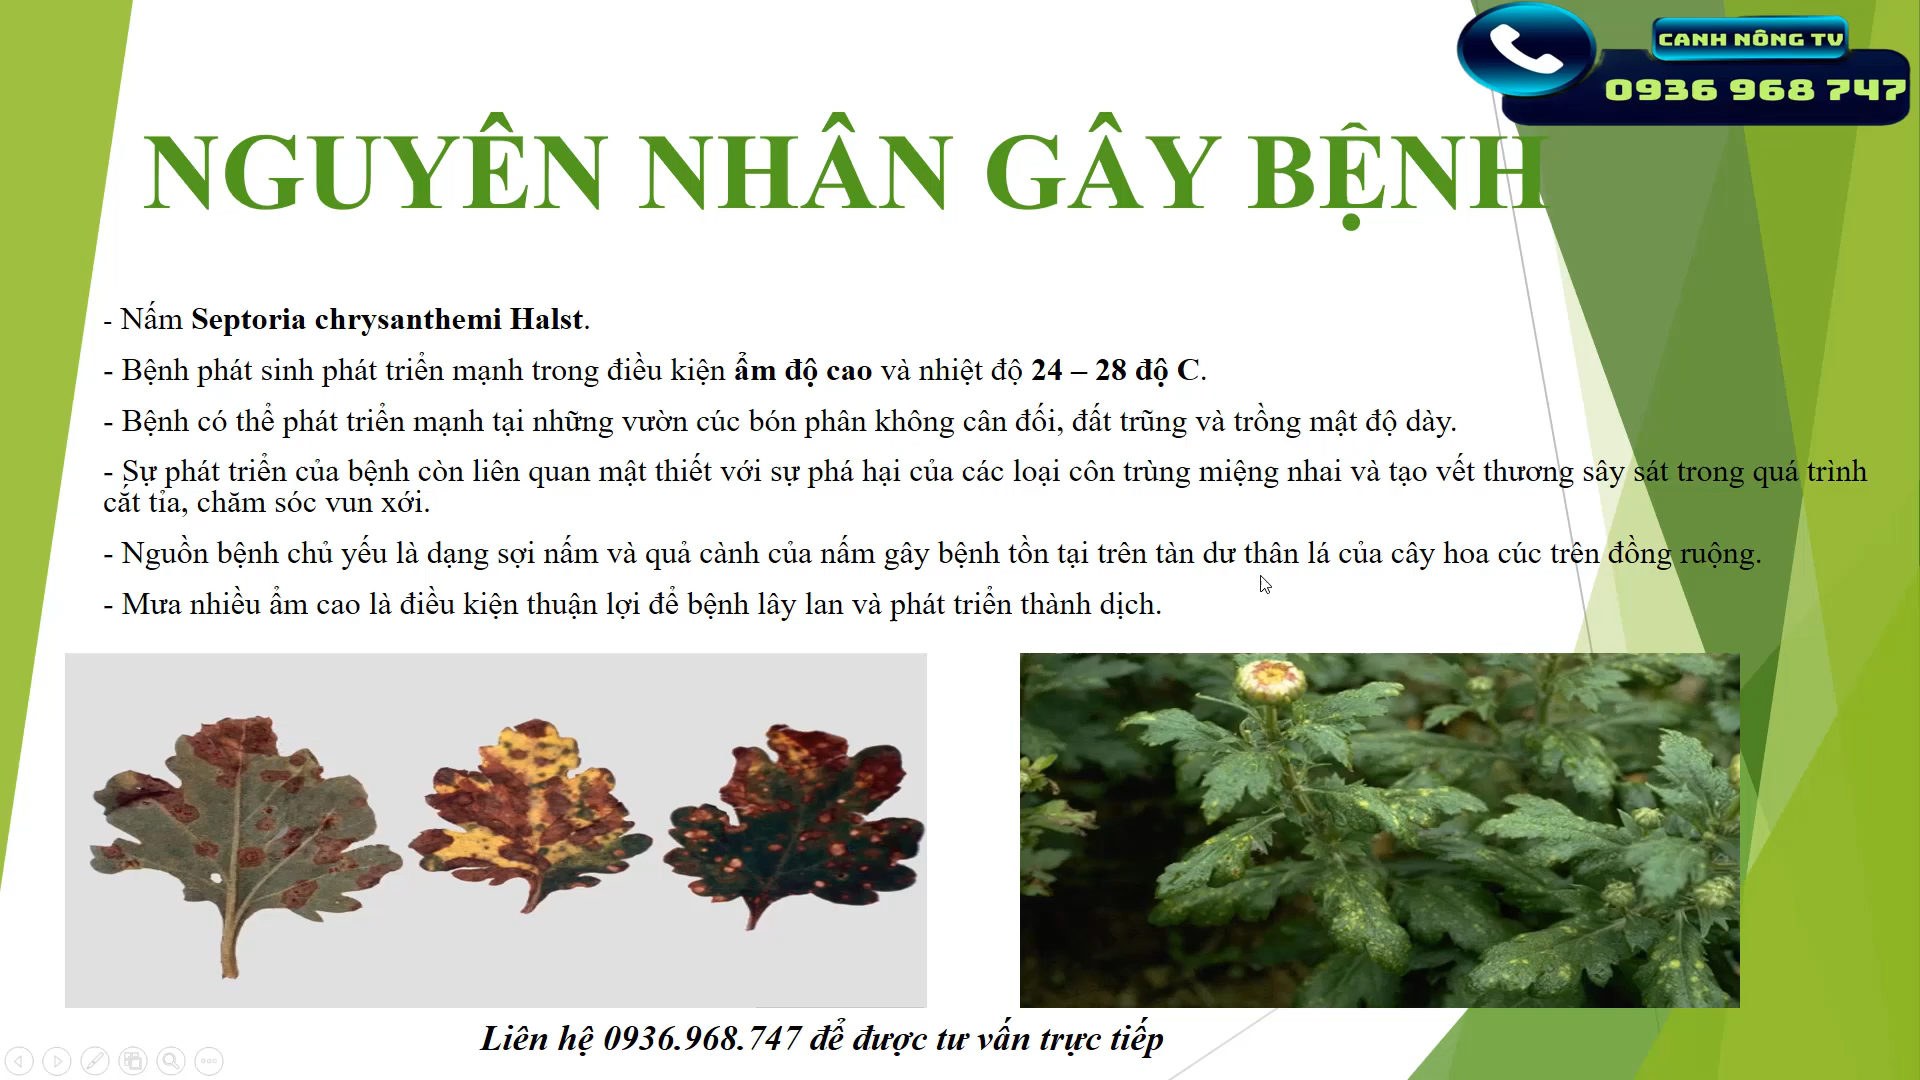 CANH NÔNG TV
0936 968 747
NGUYÊN NHÂN GÂY BỆNH
- Nấm Septoria chrysanthemi Halst.
- Bệnh phát sinh phát triển mạnh trong điều kiện ẩm độ cao và nhiệt độ 24 – 28 độ C.
- Bệnh có thể phát triển mạnh tại những vườn cúc bón phân không cân đối, đất trũng và trồng mật độ dày.
- Sự phát triển của bệnh còn liên quan mật thiết với sự phá hại của các loại côn trùng miệng nhai và tạo vết thương sây sát trong quá trình
cắt tỉa, chăm sóc vun xới.
- Nguồn bệnh chủ yếu là dạng sợi nấm và quả cành của nấm gây bệnh tồn tại trên tàn dư thân lá của cây hoa cúc trên đồng ruộng.
- Mưa nhiều ẩm cao là điều kiện thuận lợi để bệnh lây lan và phát triển thành dịch.
Liên hệ 0936.968.747 để được tư vấn trực tiếp